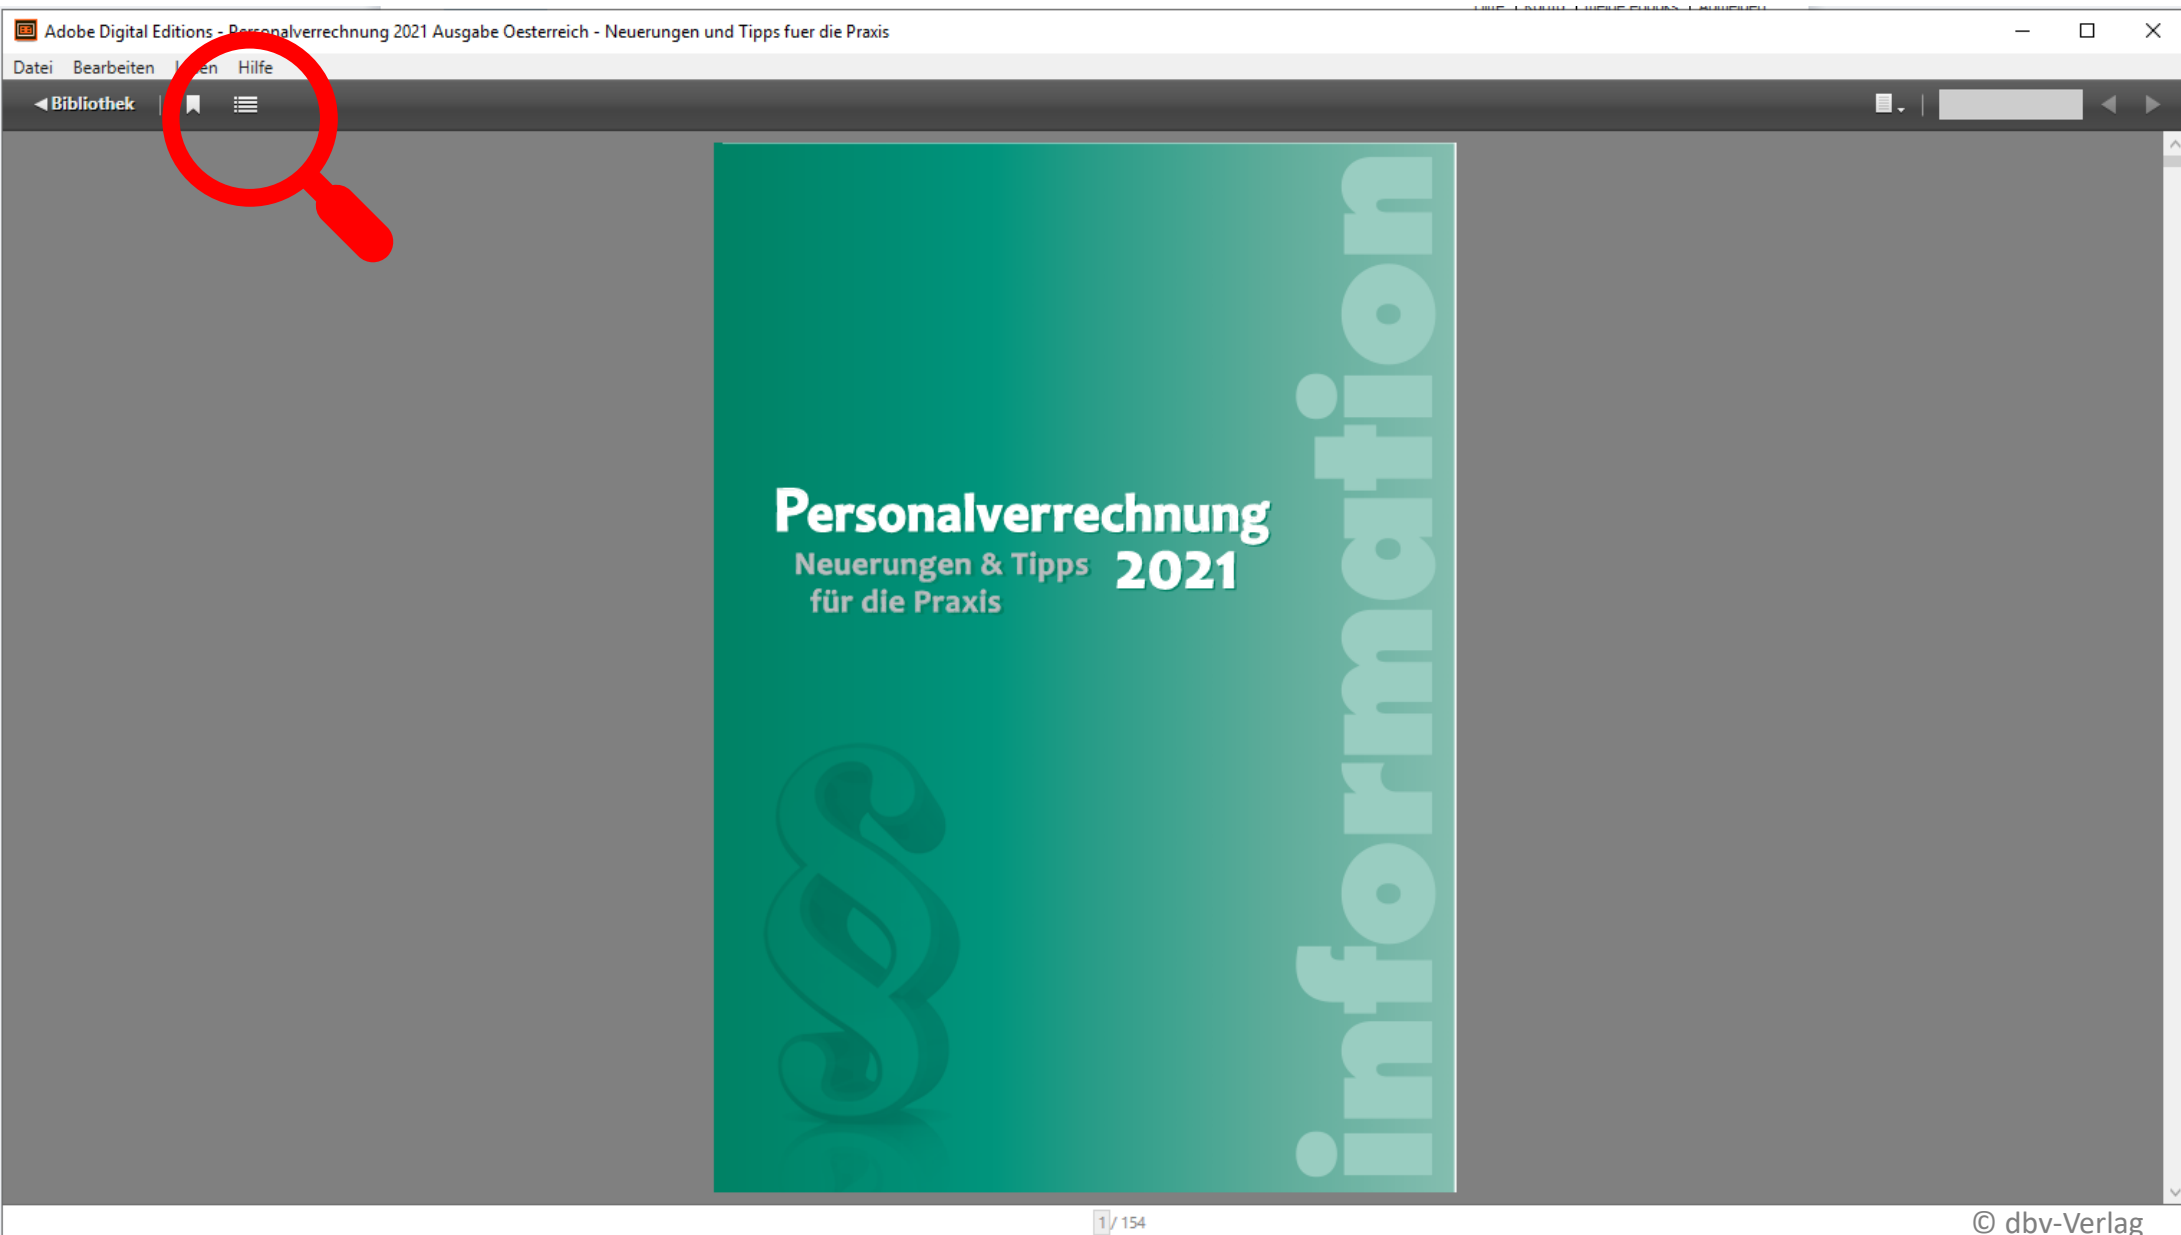 Adobe Digital Editions - Personalverrechnung 2021 Ausgabe Oesterreich - Neuerungen und Tipps fuer die Praxis
Datei Bearbeiten Hilfe
Bibliothek
Personalverrechnung
Neuerungen & Tipps 2021
für die Praxis
information
1 / 154
© dbv-Verlag